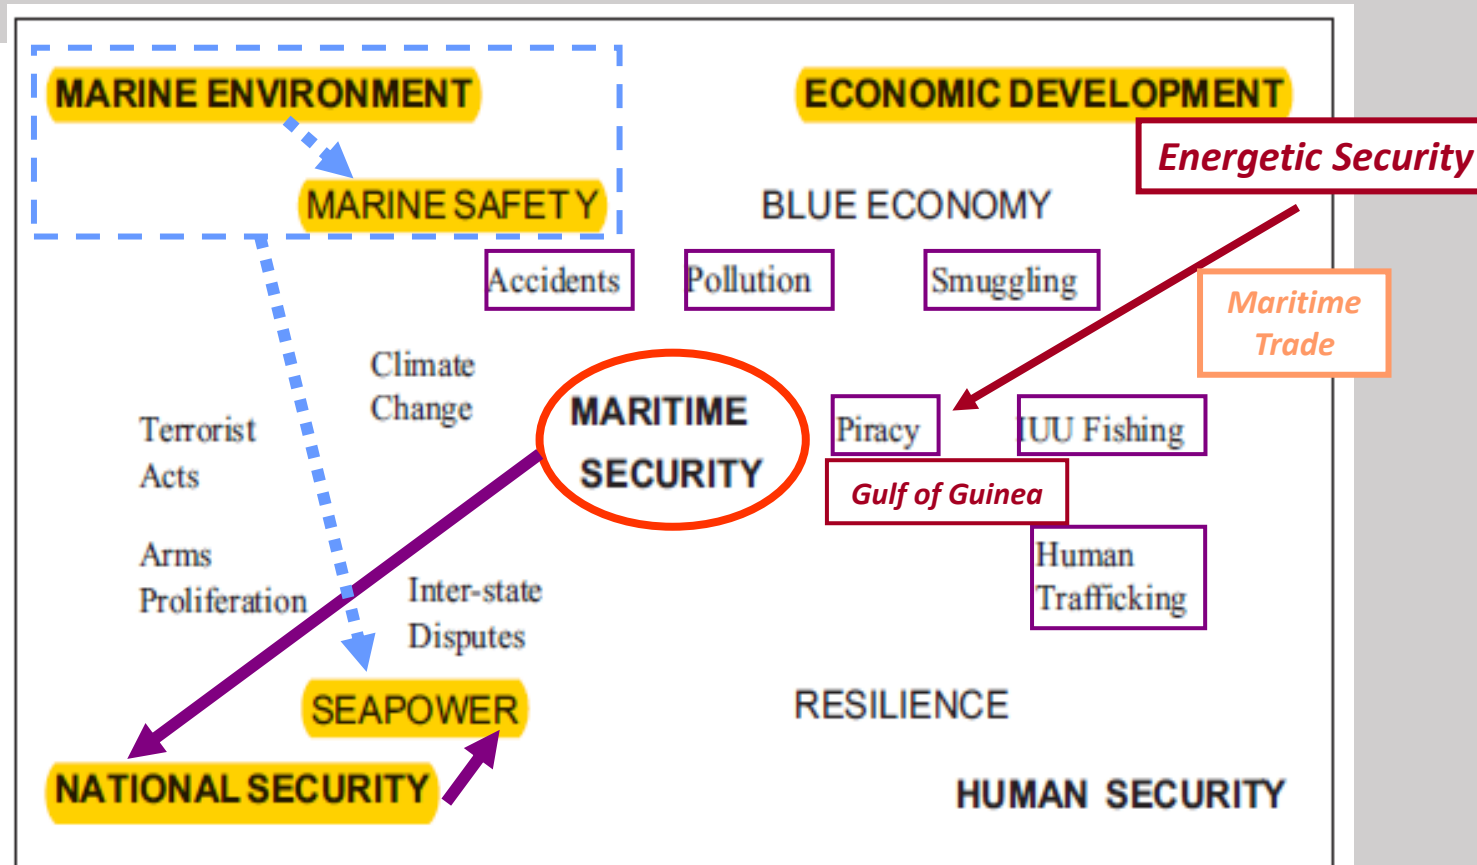 MARINE ENVIRONMENT
ECONOMIC DEVELOPMENT
Energetic Security
MARINE SAFETY
BLUE ECONOMY
Accidents
Pollution
Smuggling
Maritime
Trade
Climate
Change
Terrorist
Acts
MARITIME
SECURITY
Piracy
IUU Fishing
Gulf of Guinea
Arms
Proliferation
Inter-state
Disputes
Human
Trafficking
SEAPOWER
RESILIENCE
NATIONAL SECURITY
HUMAN SECURITY